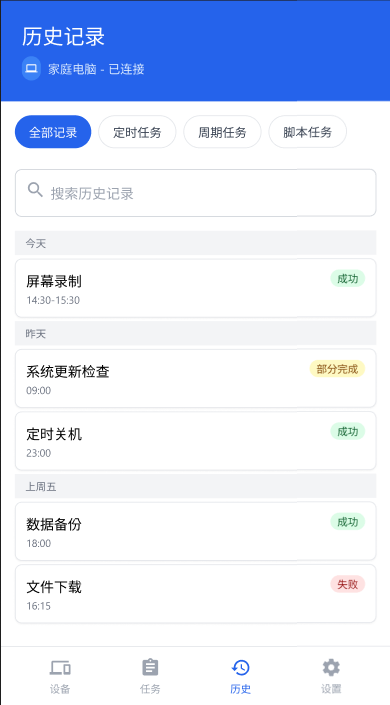 历史记录
家庭电脑 - 已连接
全部记录 定时任务 周期任务 脚本任务
搜索历史记录
今天
屏幕录制 成功
14:30-15:30
昨天
系统更新检查 部分完成
09:00
定时关机 成功
23:00
上周五
数据备份 成功
18:00
文件下载 失败
16:15
设备 任务 历史 设置